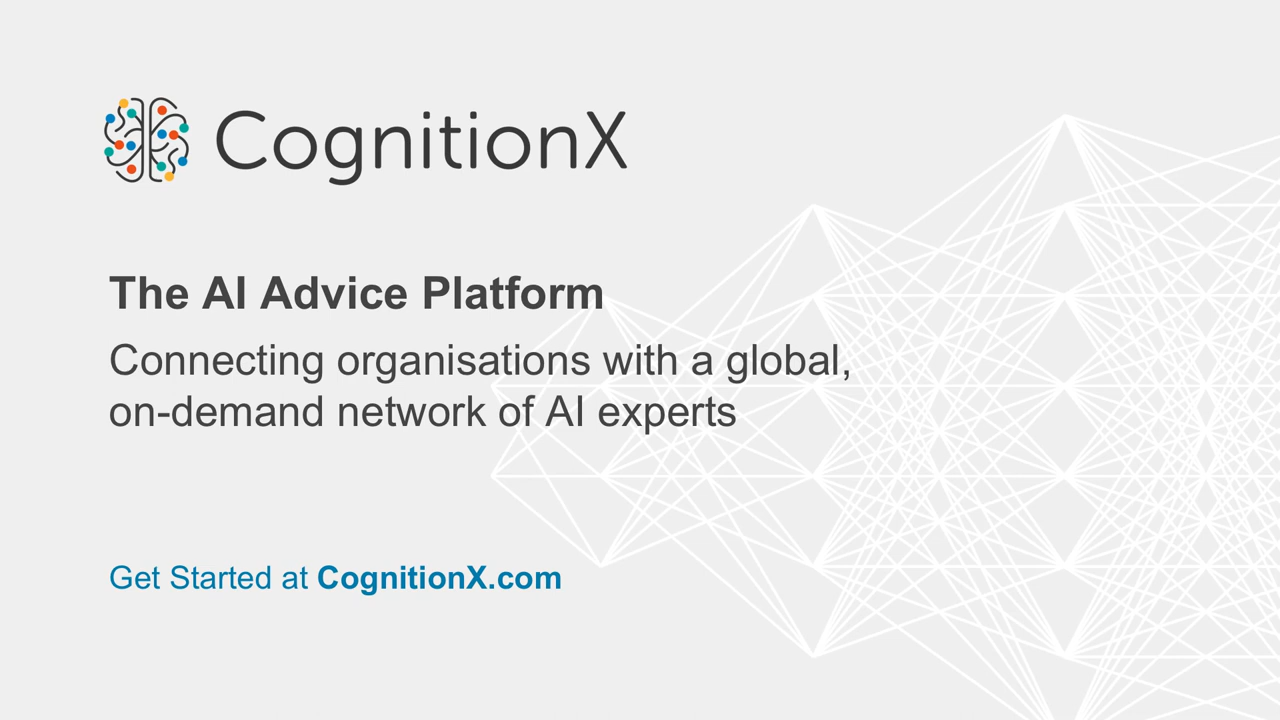 CognitionX
The AI Advice Platform
Connecting organisations with a global,
on-demand network of AI experts
Get Started at CognitionX.com